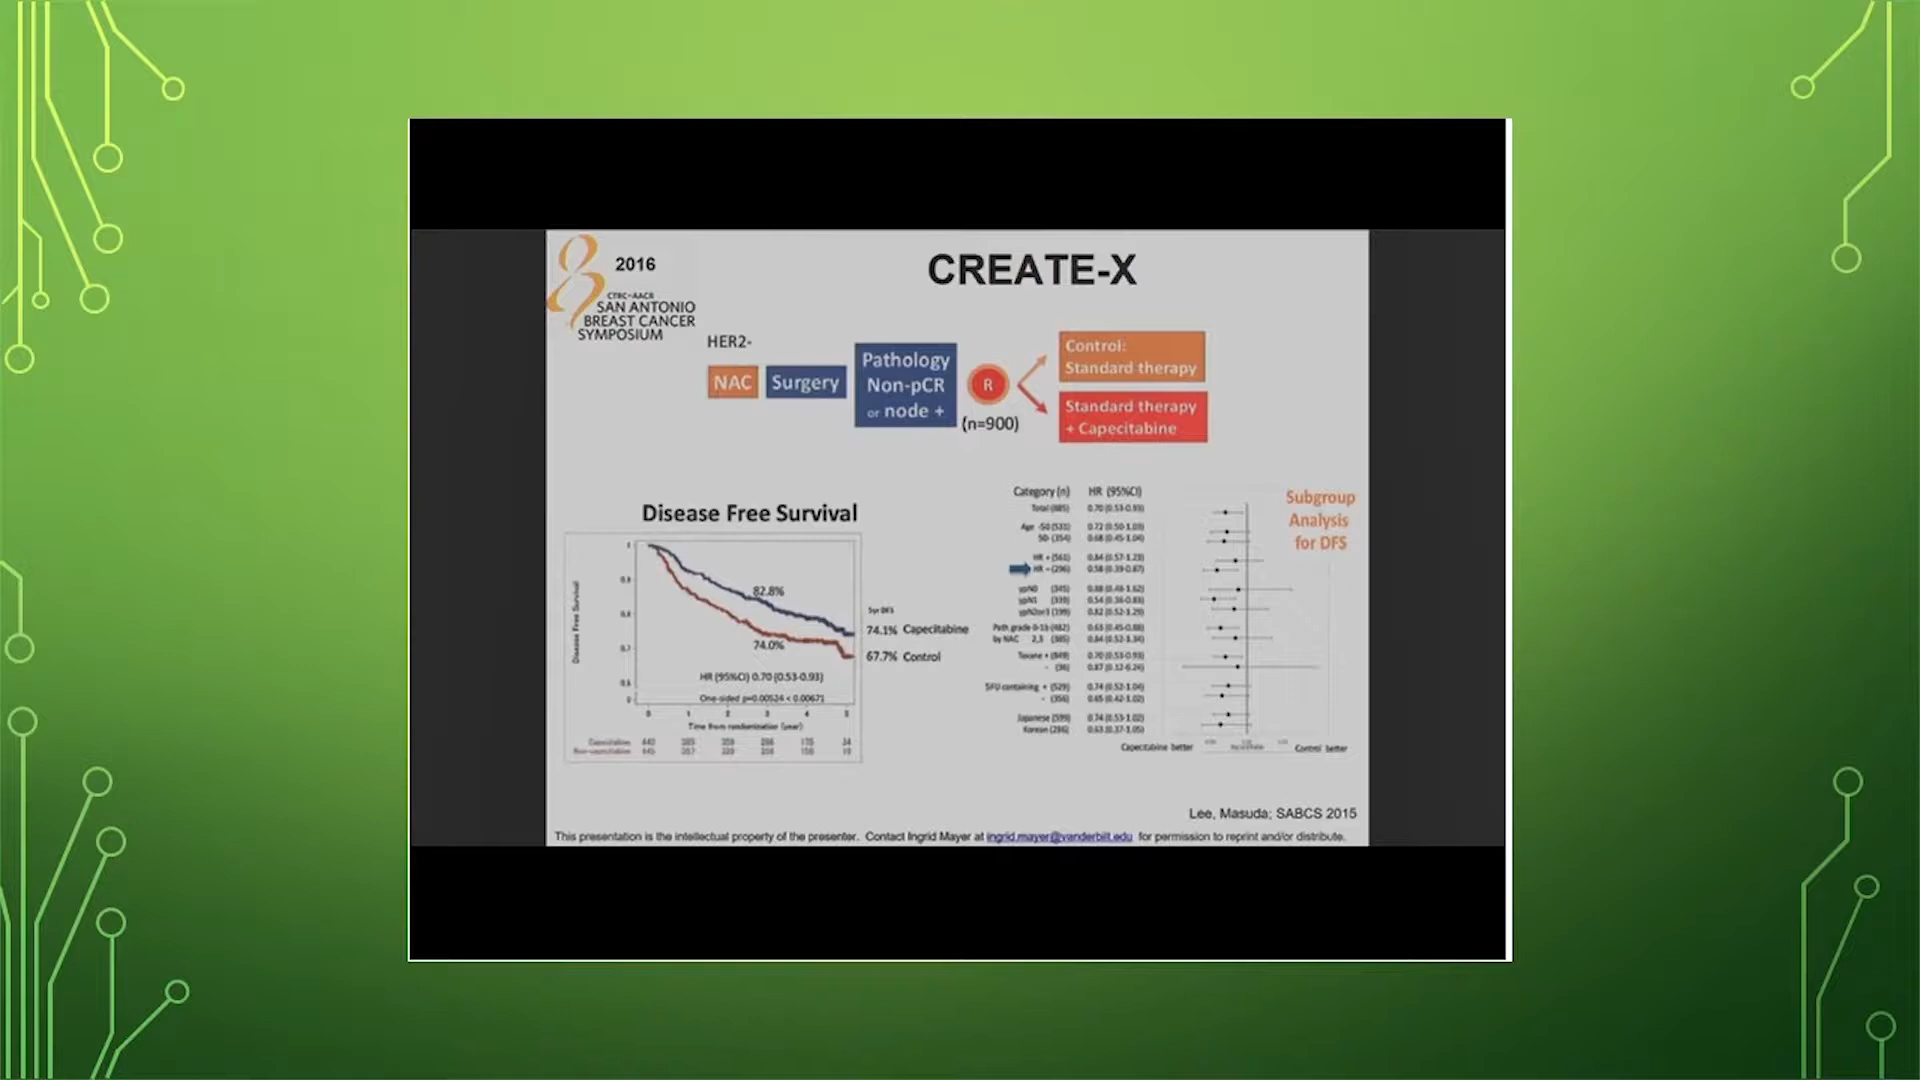 2016
CTRC-AACR
SAN ANTONIO
BREAST CANCER
SYMPOSIUM
CREATE-X
HER2-
NAC
Surgery
Pathology
Non-pCR
or node +
R
(n=900)
Control:
Standard therapy
Standard therapy
+ Capecitabine
Disease Free Survival
Disease Free Survival
82.8%
74.0%
5yr DFS
74.1% Capecitabine
67.7% Control
HR (95%CI) 0.70 (0.53-0.93)
One-sided p=0.00524 < 0.00671
0 1 2 3 4 5
Time from randomization (year)
Category (n) HR (95%CI)
Total (885) 0.70 (0.53-0.93)
Age -50 (531) 0.72 (0.50-1.03)
50- (354) 0.68 (0.45-1.04)
HR + (561) 0.84 (0.57-1.23)
HR - (296) 0.58 (0.39-0.87)
ypN0 (345)
ypN1 (339) 0.54 (0.36-0.83)
ypN2or3 (199) 0.82 (0.52-1.29)
Path grade 0-1b (482) 0.63 (0.45-0.88)
by NAC 2,3 (385) 0.84 (0.52-1.34)
Taxane + (849) 0.70 (0.53-0.93)
- (36) 0.87 (0.12-6.24)
5FU containing + (529) 0.74 (0.52-1.04)
- (356) 0.65 (0.42-1.02)
Japanese (599) 0.74 (0.53-1.02)
Korean (286) 0.63 (0.37-1.05)
Subgroup
Analysis
for DFS
Capecitabine better
Control better
Lee, Masuda; SABCS 2015
This presentation is the intellectual property of the presenter. Contact Ingrid Mayer at ingrid.mayer@vanderbilt.edu for permission to reprint and/or distribute.